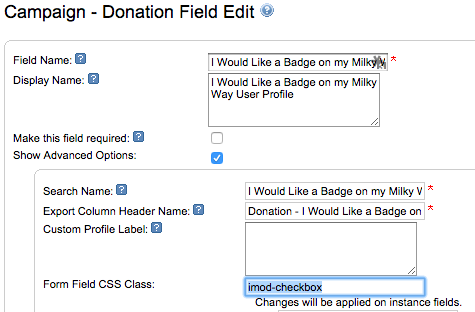 Campaign - Donation Field Edit ?
Field Name: ? I Would Like a Badge on my Milky W *
Display Name: ? I Would Like a Badge on my Milky
Way User Profile
Make this field required: ?
Show Advanced Options: ?
Search Name: ? I Would Like a Badge on my Milky W *
Export Column Header Name: ? Donation - I Would Like a Badge on *
Custom Profile Label: ?
Form Field CSS Class: imod-checkbox
Changes will be applied on instance fields.